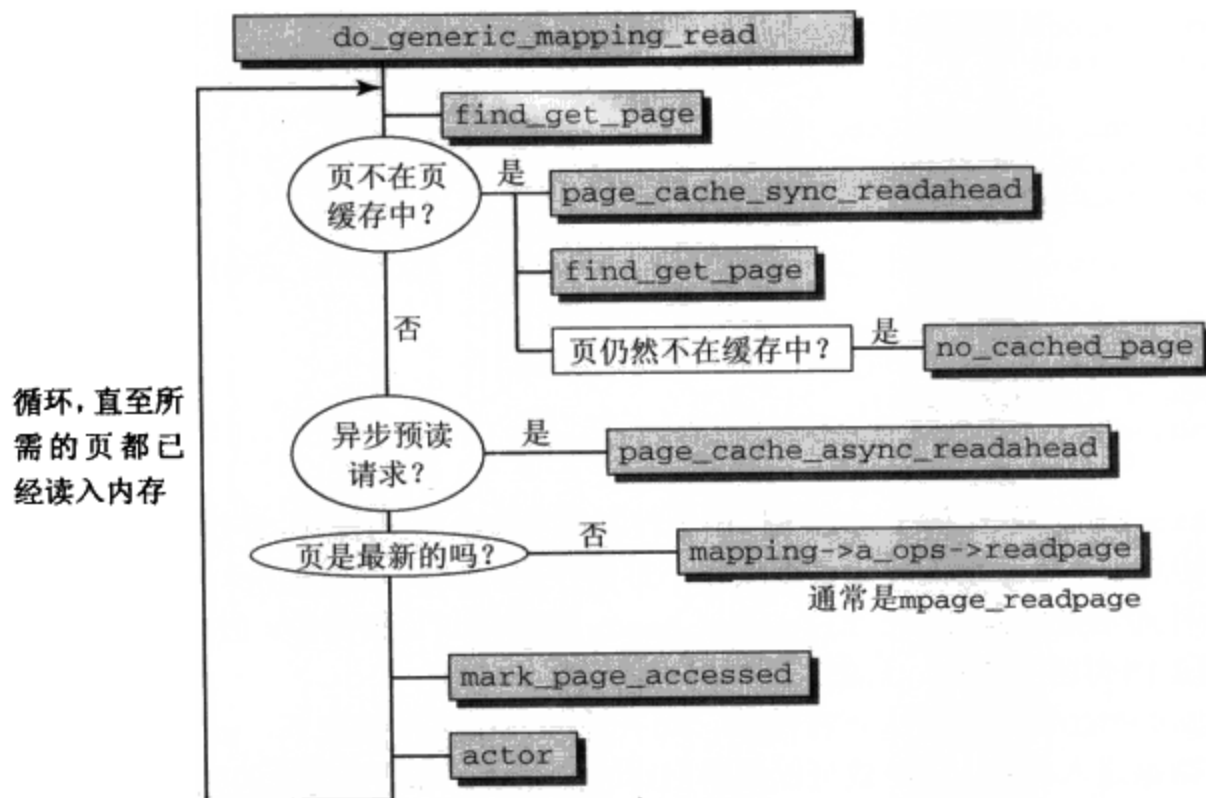 do_generic_mapping_read
find_get_page
页不在页
缓存中？
是
page_cache_sync_readahead
find_get_page
否
页仍然不在缓存中？
是
no_cached_page
循环，直至所
需的页都已
经读入内存
异步预读
请求？
是
page_cache_async_readahead
页是最新的吗？
否
mapping->a_ops->readpage
通常是mpage_readpage
mark_page_accessed
actor